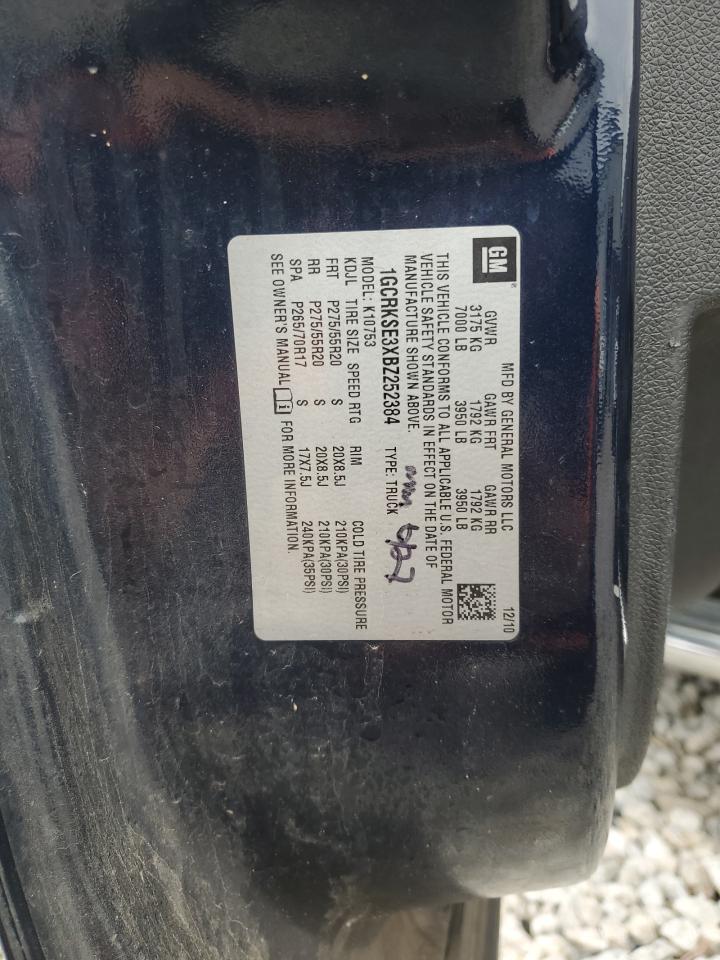 GM
MFD BY GENERAL MOTORS LLC 12/10
GVWR GAWR FRT GAWR RR
3175 KG 1792 KG 1792 KG
7000 LB 3950 LB 3950 LB
THIS VEHICLE CONFORMS TO ALL APPLICABLE U.S. FEDERAL MOTOR
VEHICLE SAFETY STANDARDS IN EFFECT ON THE DATE OF
MANUFACTURE SHOWN ABOVE.
1GCRKSE3XBZ252384 TYPE: TRUCK
MODEL: K10753
KDJL TIRE SIZE SPEED RTG RIM COLD TIRE PRESSURE
FRT P275/55R20 S 20X8.5J 210KPA(30PSI)
RR P275/55R20 S 20X8.5J 210KPA(30PSI)
SPA P265/70R17 S 17X7.5J 240KPA(35PSI)
SEE OWNER'S MANUAL FOR MORE INFORMATION.